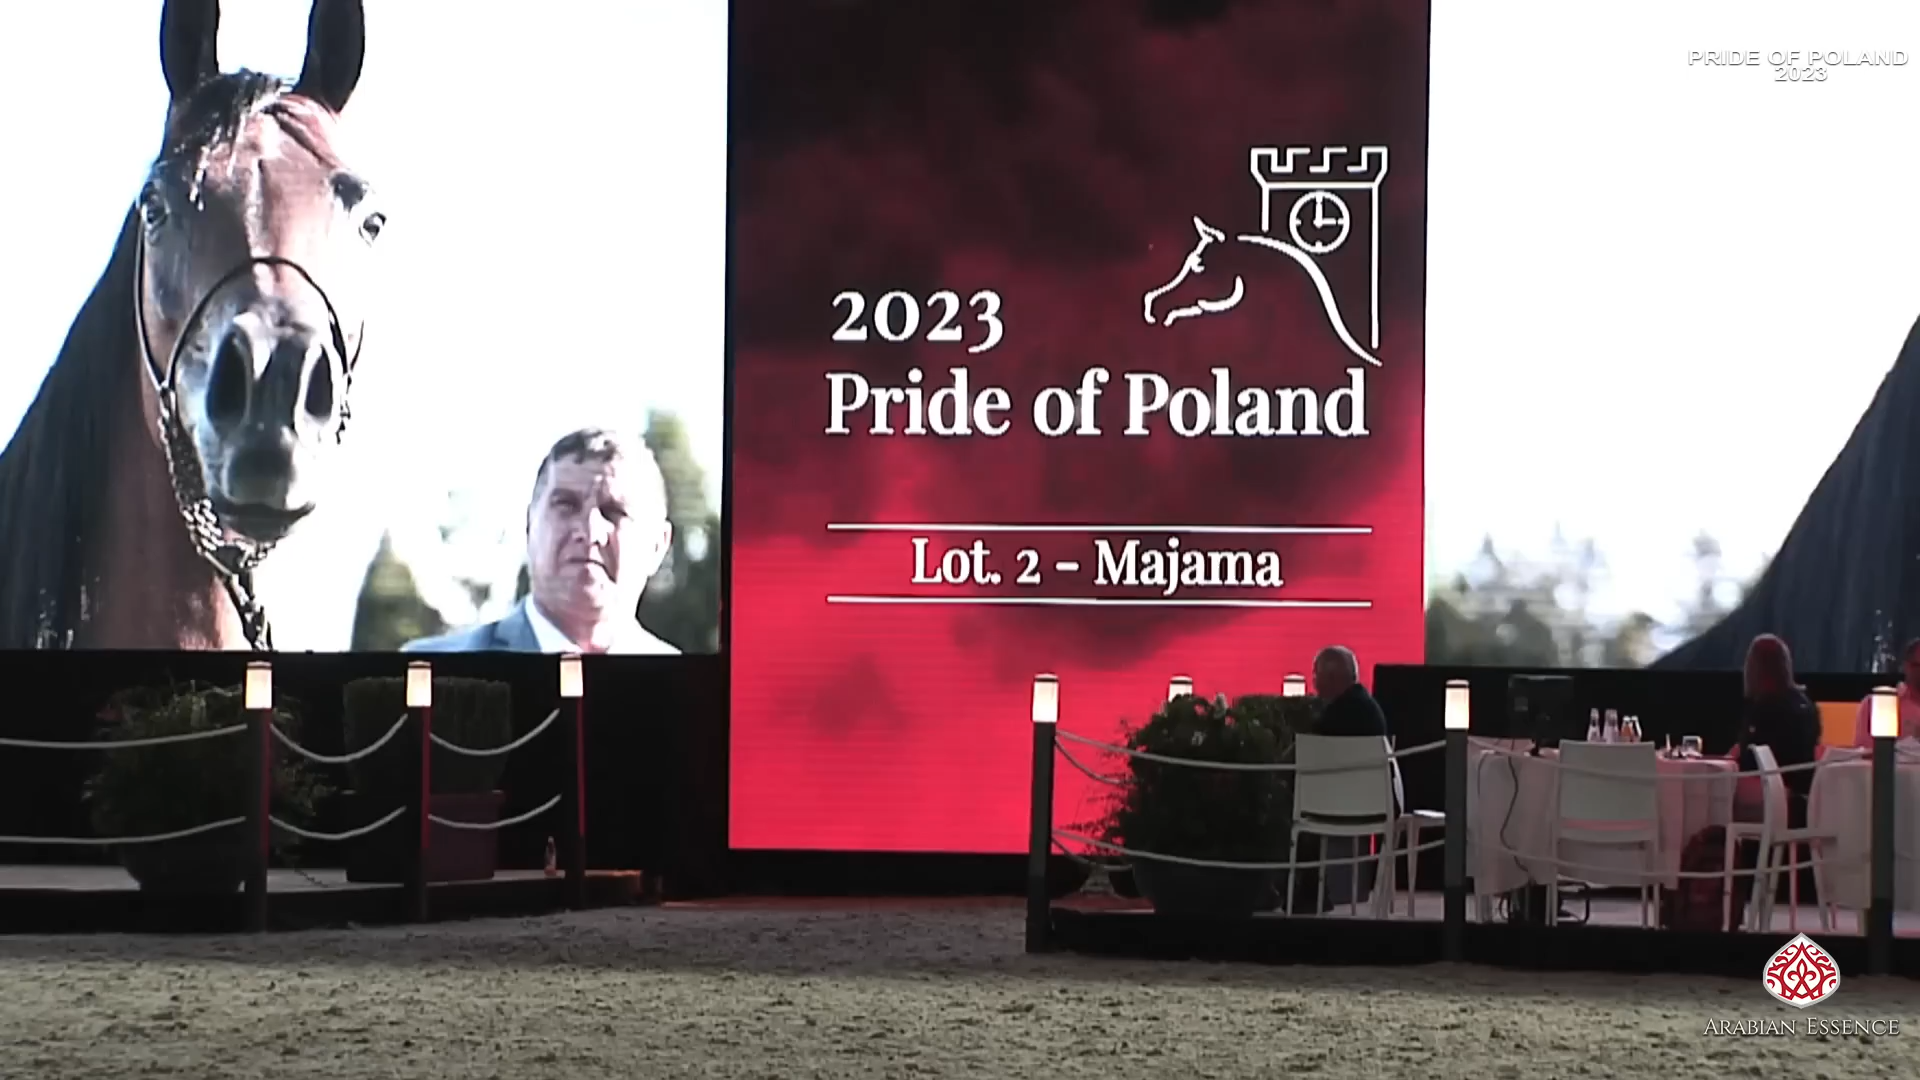 PRIDE OF POLAND
2023
2023
Pride of Poland
Lot. 2 - Majama
ARABIAN ESSENCE